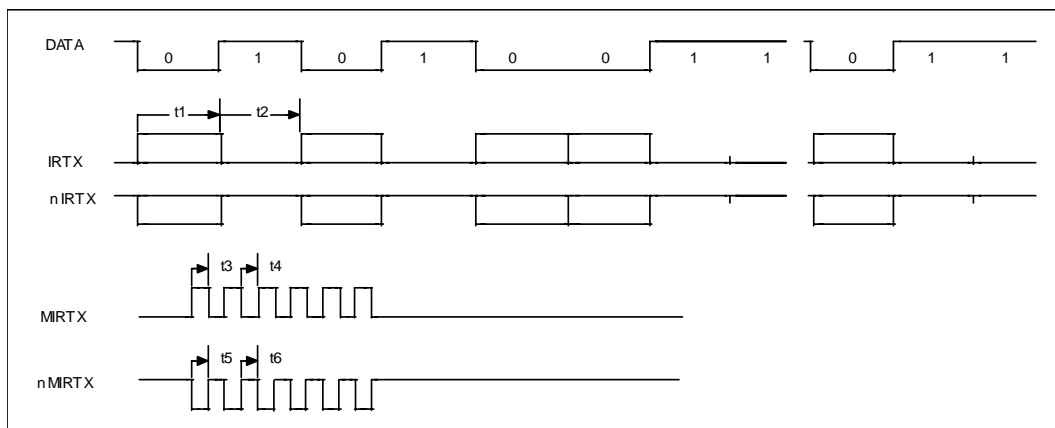 DATA
0 1 0 1 0 0 1 1 0 1 1
t1 t2
IRTX
n IRTX
t3 t4
MIRTX
t5 t6
n MIRTX